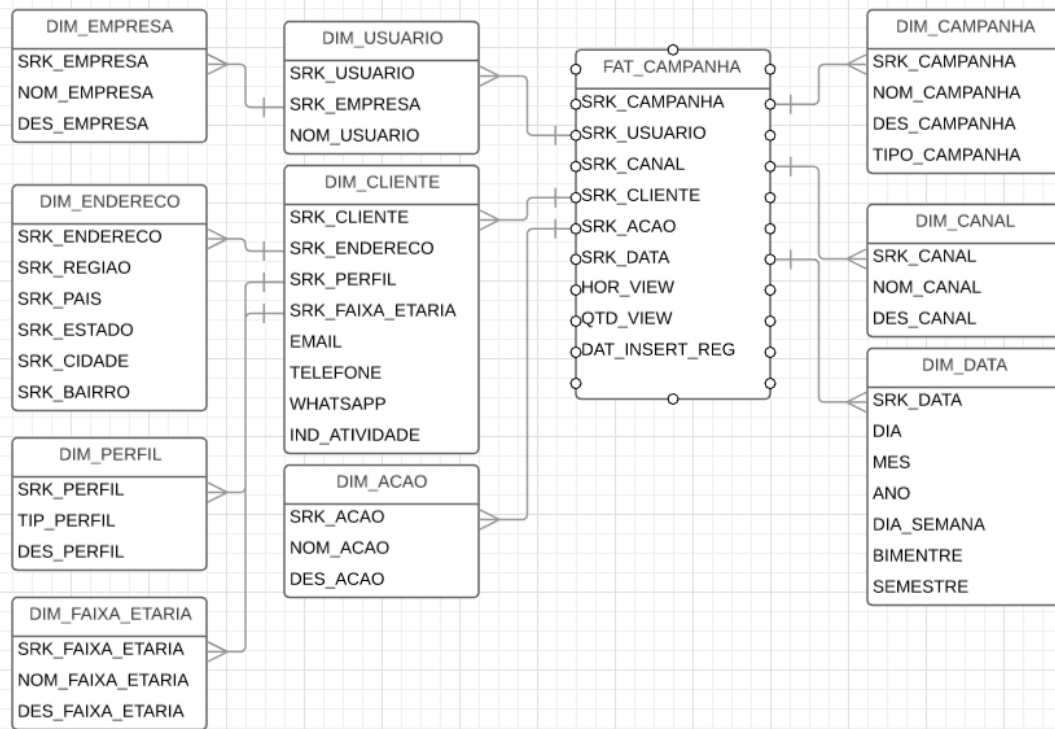 DIM_EMPRESA
SRK_EMPRESA
NOM_EMPRESA
DES_EMPRESA
DIM_ENDERECO
SRK_ENDERECO
SRK_REGIAO
SRK_PAIS
SRK_ESTADO
SRK_CIDADE
SRK_BAIRRO
DIM_PERFIL
SRK_PERFIL
TIP_PERFIL
DES_PERFIL
DIM_FAIXA_ETARIA
SRK_FAIXA_ETARIA
NOM_FAIXA_ETARIA
DES_FAIXA_ETARIA
DIM_USUARIO
SRK_USUARIO
SRK_EMPRESA
NOM_USUARIO
DIM_CLIENTE
SRK_CLIENTE
SRK_ENDERECO
SRK_PERFIL
SRK_FAIXA_ETARIA
EMAIL
TELEFONE
WHATSAPP
IND_ATIVIDADE
DIM_ACAO
SRK_ACAO
NOM_ACAO
DES_ACAO
FAT_CAMPANHA
SRK_CAMPANHA
SRK_USUARIO
SRK_CANAL
SRK_CLIENTE
SRK_ACAO
SRK_DATA
HOR_VIEW
QTD_VIEW
DAT_INSERT_REG
DIM_CAMPANHA
SRK_CAMPANHA
NOM_CAMPANHA
DES_CAMPANHA
TIPO_CAMPANHA
DIM_CANAL
SRK_CANAL
NOM_CANAL
DES_CANAL
DIM_DATA
SRK_DATA
DIA
MES
ANO
DIA_SEMANA
BIMENTRE
SEMESTRE